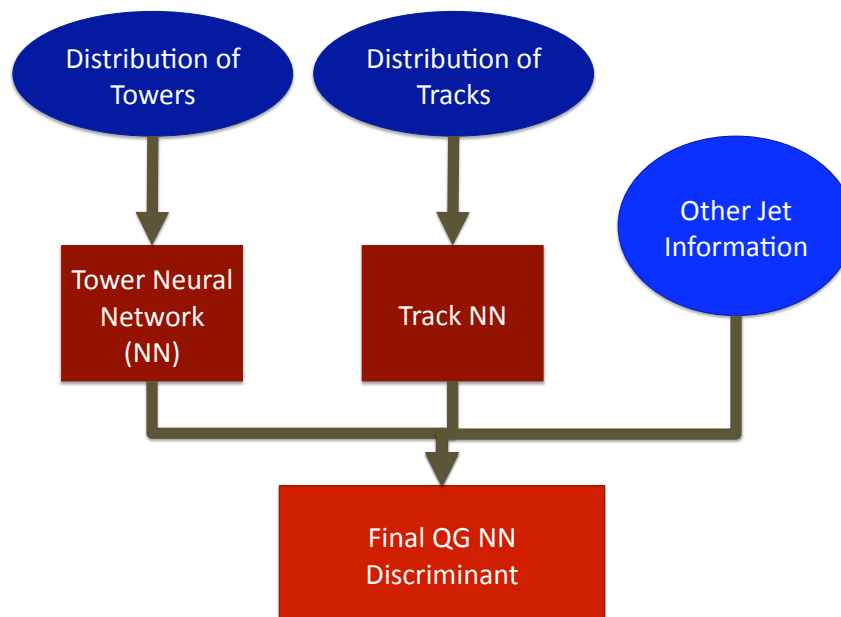 Distribution of
Towers
Distribution of
Tracks
Other Jet
Information
Tower Neural
Network
(NN)
Track NN
Final QG NN
Discriminant